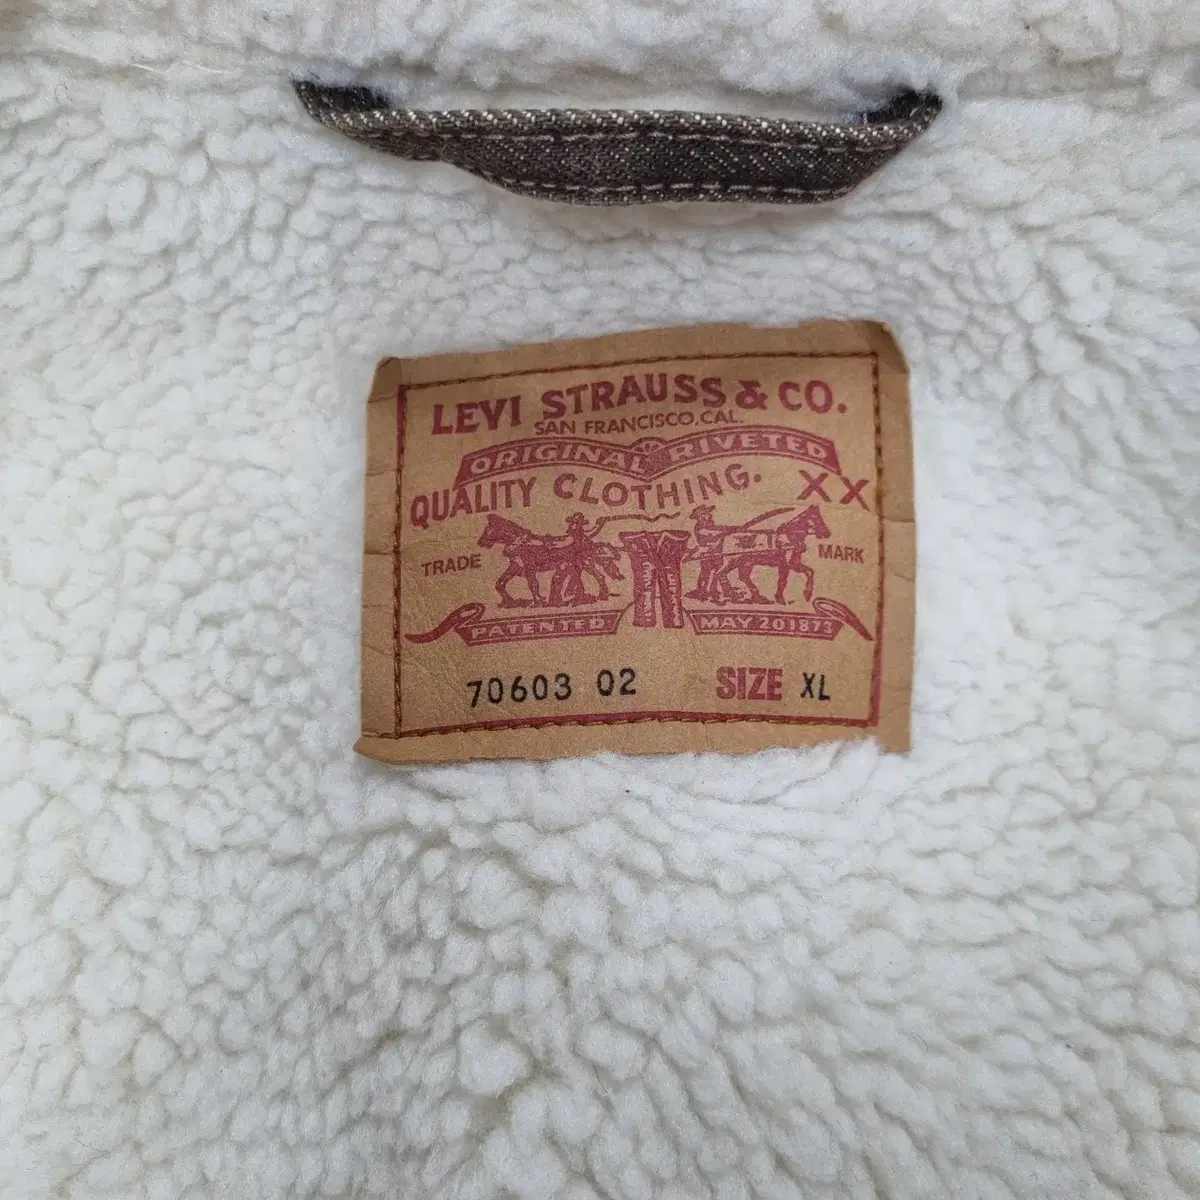 LEVI STRAUSS & CO.
SAN FRANCISCO, CAL.
ORIGINAL RIVETED
QUALITY CLOTHING. XX
TRADE MARK
PATENTED MAY 20 1873
70603 02 SIZE XL